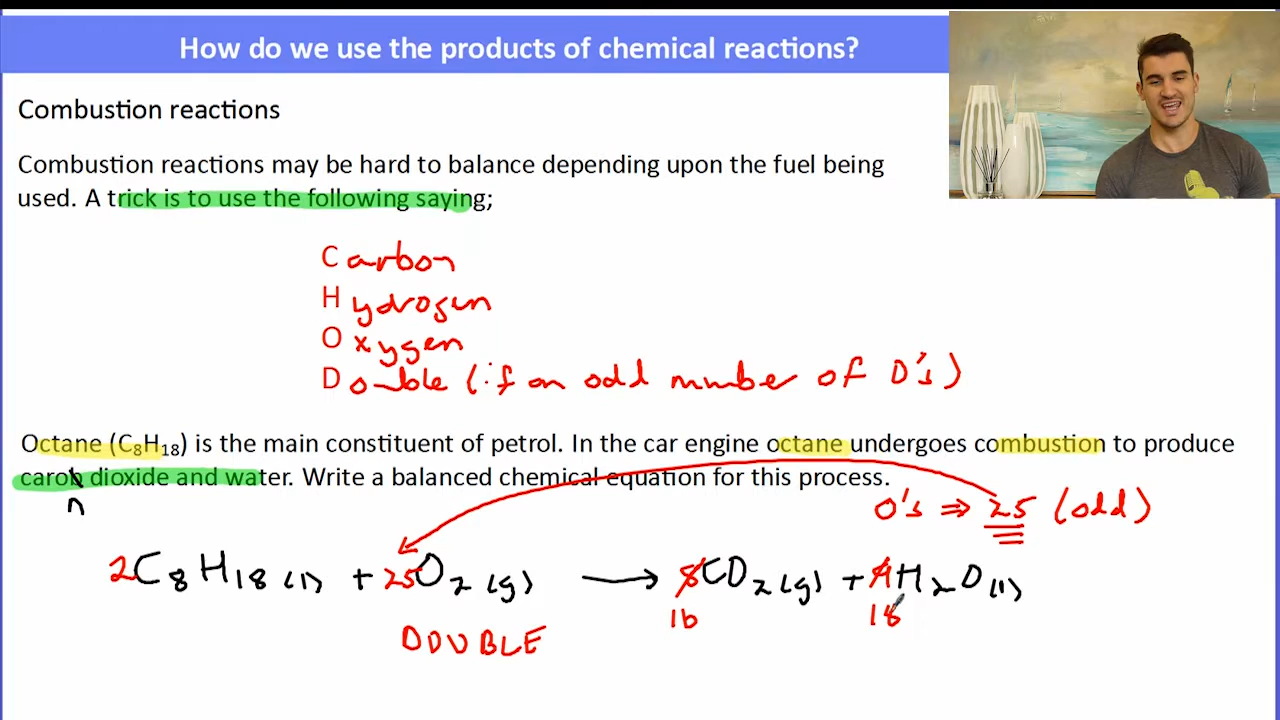 How do we use the products of chemical reactions?
Combustion reactions
Combustion reactions may be hard to balance depending upon the fuel being
used. A trick is to use the following saying;
Carbon
Hydrogen
Oxygen
Double (if an odd number of O's)
Octane (C₈H₁₈) is the main constituent of petrol. In the car engine octane undergoes combustion to produce
carob dioxide and water. Write a balanced chemical equation for this process.
n
O's ⇒ 25 (odd)
2C₈H₁₈(l) + 25O₂(g) → 8CO₂(g) + 9H₂O(l)
16 18
DOUBLE